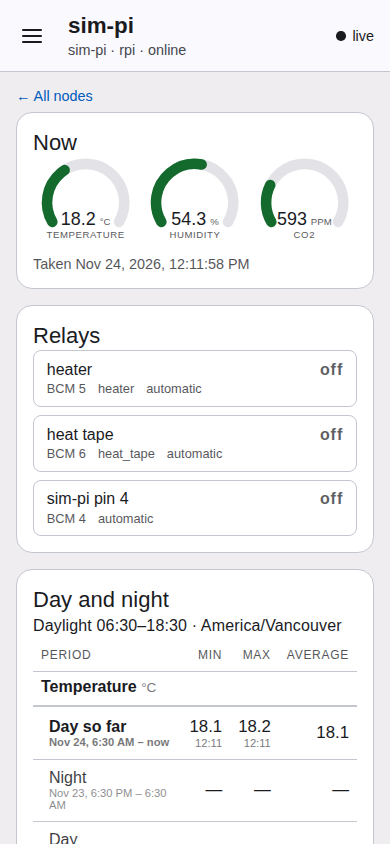 sim-pi
sim-pi · rpi · online
live
← All nodes
Now
18.2 °C
TEMPERATURE
54.3 %
HUMIDITY
593 PPM
CO2
Taken Nov 24, 2026, 12:11:58 PM
Relays
heater off
BCM 5 heater automatic
heat tape off
BCM 6 heat_tape automatic
sim-pi pin 4 off
BCM 4 automatic
Day and night
Daylight 06:30–18:30 · America/Vancouver
PERIOD MIN MAX AVERAGE
Temperature °C
Day so far 18.1 18.2 18.1
Nov 24, 6:30 AM – now 12:11 12:11
Night — — —
Nov 23, 6:30 PM – 6:30
AM
Day